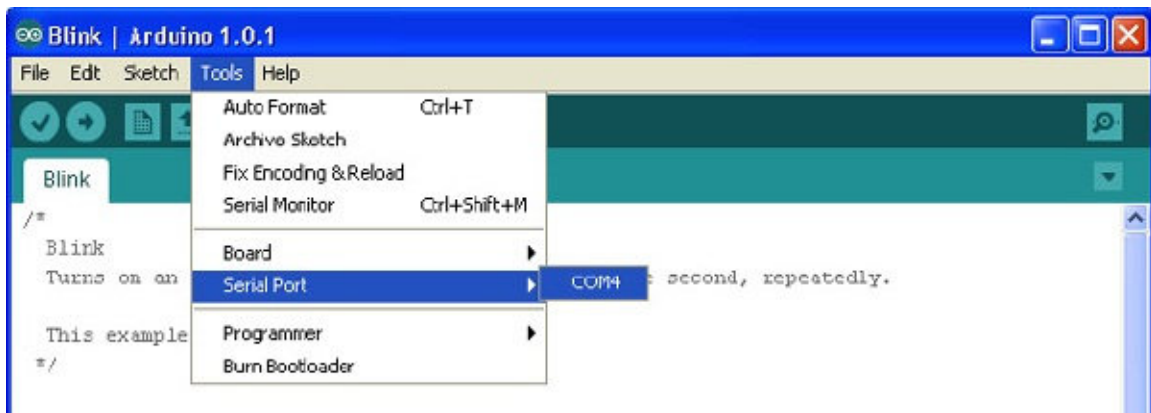 Blink | Arduino 1.0.1
File Edit Sketch Tools Help
Auto Format Ctrl+T
Archive Sketch
Fix Encoding & Reload
Serial Monitor Ctrl+Shift+M
Board
Serial Port COM4
Programmer
Burn Bootloader
Blink
/*
Blink
Turns on an second, repeatedly.
This example
*/